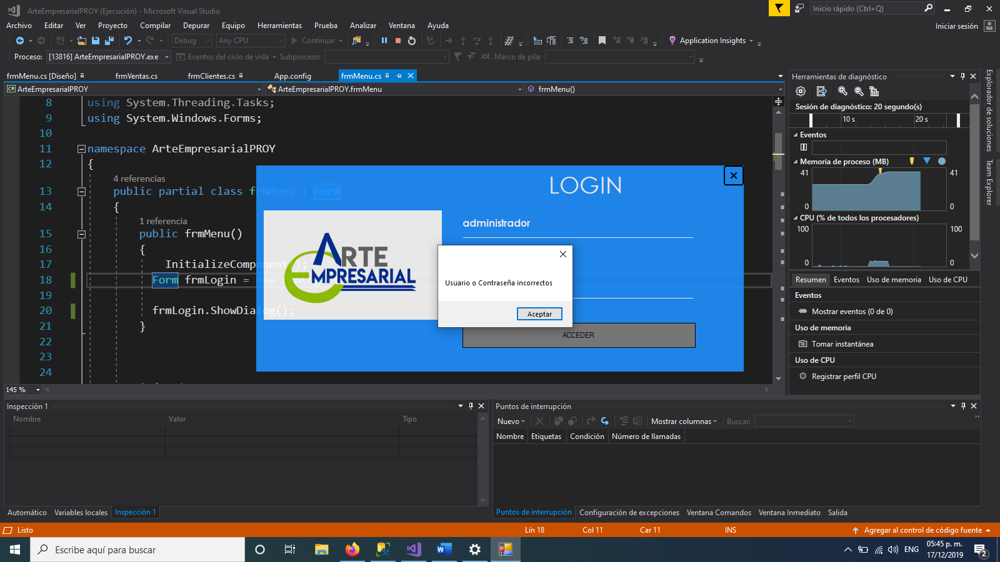 ArteEmpresarialPROY (Ejecución) - Microsoft Visual Studio
Inicio rápido (Ctrl+Q)
Archivo Editar Ver Proyecto Compilar Depurar Equipo Herramientas Prueba Analizar Ventana Ayuda
Iniciar sesión
Debug Any CPU Continuar Application Insights
Proceso: [13816] ArteEmpresarialPROY.exe Eventos del ciclo de vida Subproceso: Marco de pila:
frmMenu.cs [Diseño] frmVentas.cs frmClientes.cs App.config frmMenu.cs
ArteEmpresarialPROY ArteEmpresarialPROY.frmMenu frmMenu()
8 using System.Threading.Tasks;
9 using System.Windows.Forms;
10
11 namespace ArteEmpresarialPROY
12 {
4 referencias
13 public partial class frmMenu : Form
14 {
1 referencia
15 public frmMenu()
16 {
17 InitializeComponent();
18 Form frmLogin = new
19
20 frmLogin.ShowDialog();
21 }
22
23
24
145 %
LOGIN
administrador
ARTE
EMPRESARIAL
Usuario o Contraseña incorrectos
Aceptar
ACCEDER
Herramientas de diagnóstico
Sesión de diagnóstico: 20 segundo(s)
10 s 20 s
Eventos
Memoria de proceso (MB)
41 41
0 0
CPU (% de todos los procesadores)
100 100
0 0
Resumen Eventos Uso de memoria Uso de CPU
Eventos
Mostrar eventos (0 de 0)
Uso de memoria
Tomar instantánea
Uso de CPU
Registrar perfil CPU
Explorador de soluciones
Team Explorer
Inspección 1
Nombre Valor Tipo
Automático Variables locales Inspección 1
Puntos de interrupción
Nuevo Mostrar columnas Buscar:
Nombre Etiquetas Condición Número de llamadas
Puntos de interrupción Configuración de excepciones Ventana Comandos Ventana Inmediato Salida
Listo Lín 18 Col 11 Car 11 INS Agregar al control de código fuente
Escribe aquí para buscar
ENG
05:45 p. m.
17/12/2019
2